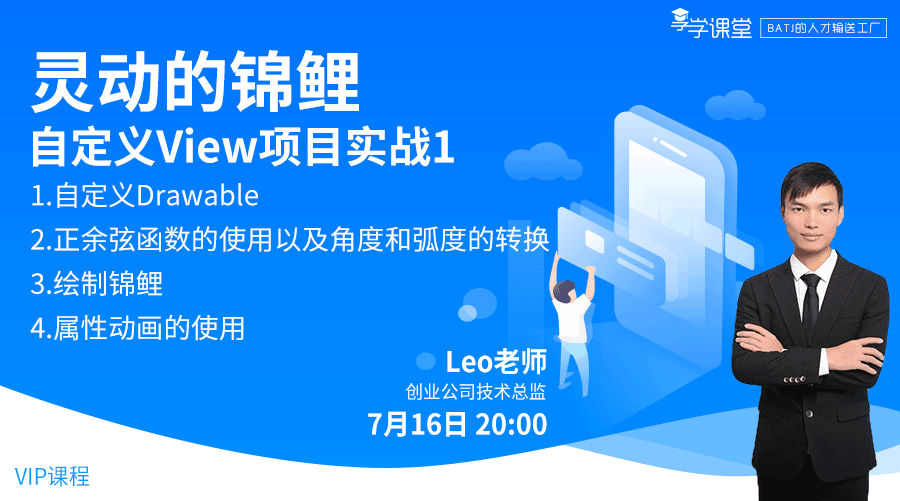 享学课堂
BATJ的人才输送工厂
灵动的锦鲤
自定义View项目实战1
1.自定义Drawable
2.正余弦函数的使用以及角度和弧度的转换
3.绘制锦鲤
4.属性动画的使用
Leo老师
创业公司技术总监
7月16日 20:00
VIP课程